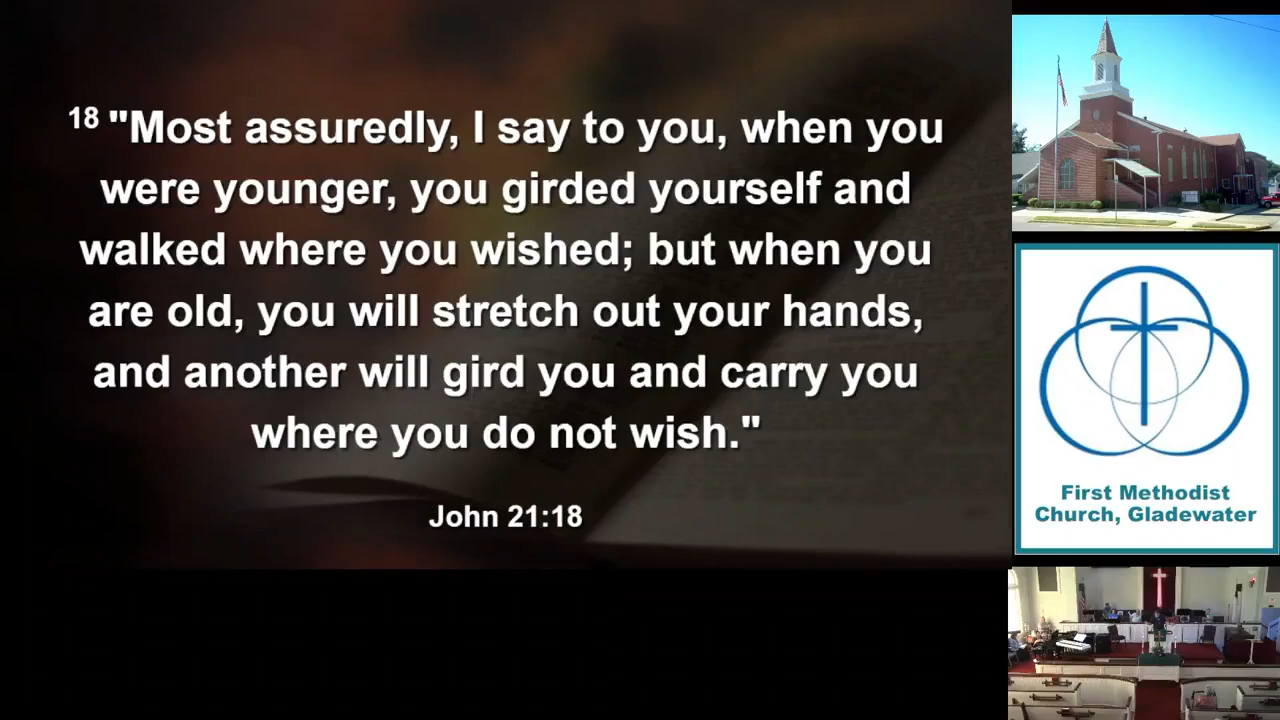 18 "Most assuredly, I say to you, when you
were younger, you girded yourself and
walked where you wished; but when you
are old, you will stretch out your hands,
and another will gird you and carry you
where you do not wish."
John 21:18
First Methodist
Church, Gladewater